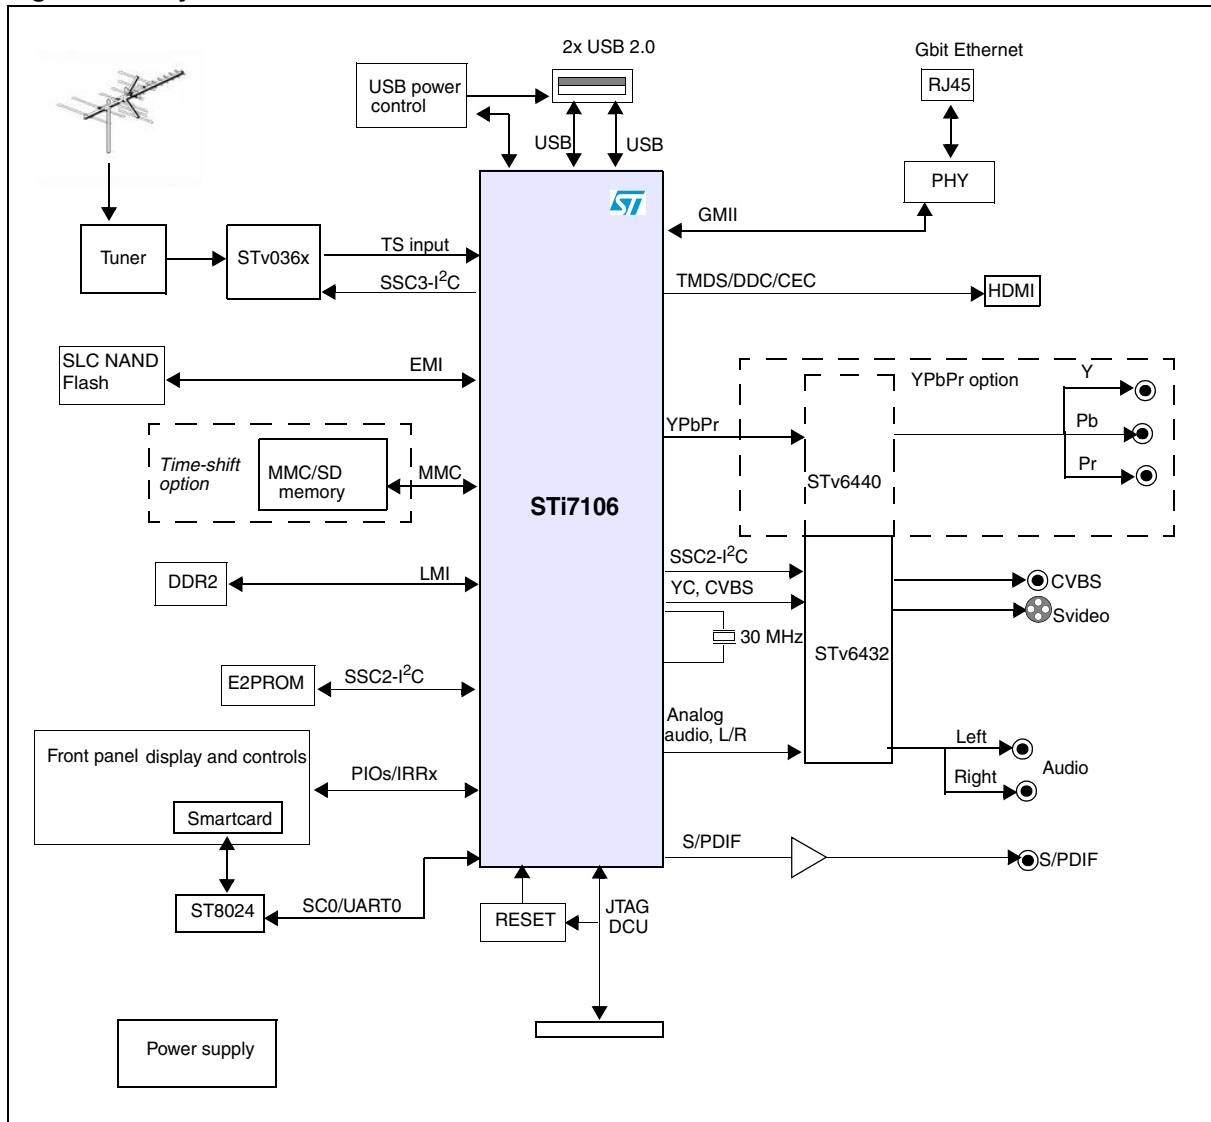 2x USB 2.0
Gbit Ethernet
USB power
control
RJ45
USB
USB
PHY
ST
GMII
Tuner
STv036x
TS input
SSC3-I²C
TMDS/DDC/CEC
HDMI
SLC NAND
Flash
EMI
YPbPr option
Y
YPbPr
Pb
Pr
Time-shift
option
MMC/SD
memory
MMC
STv6440
STi7106
DDR2
LMI
SSC2-I²C
YC, CVBS
CVBS
Svideo
30 MHz
STv6432
E2PROM
SSC2-I²C
Analog
audio, L/R
Left
Right
Audio
Front panel display and controls
PIOs/IRRx
Smartcard
S/PDIF
S/PDIF
ST8024
SC0/UART0
RESET
JTAG
DCU
Power supply